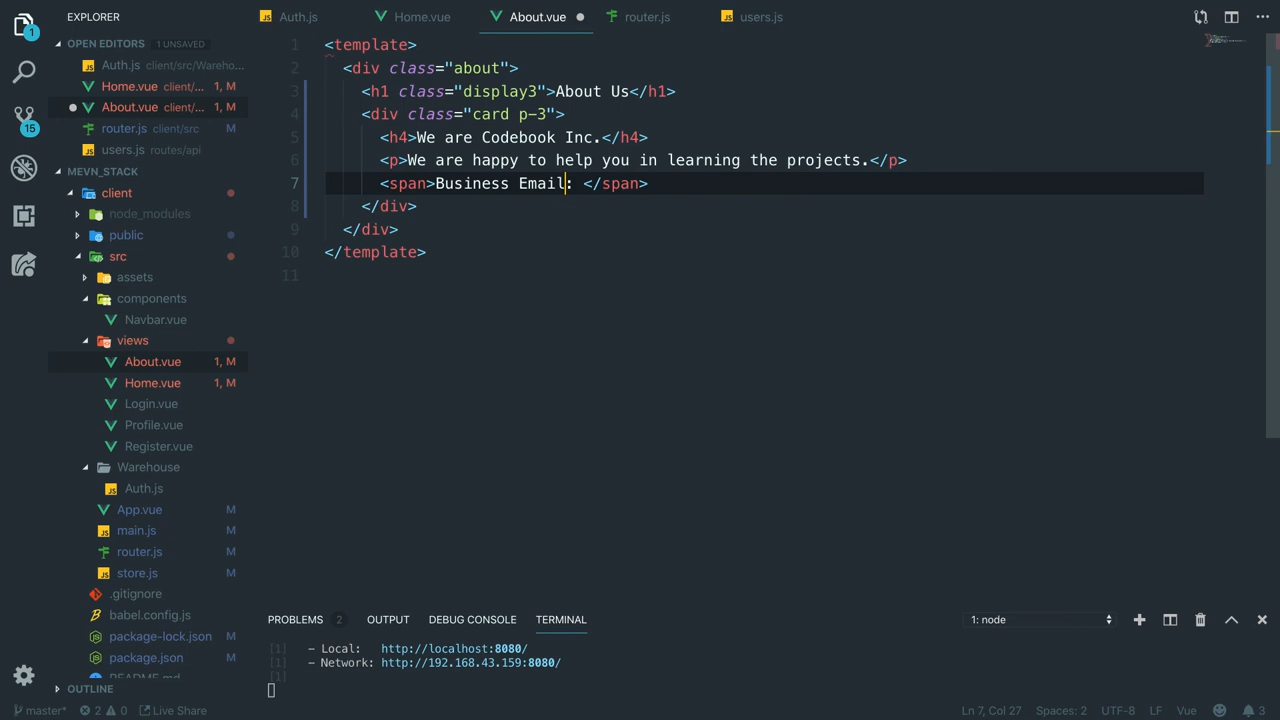 EXPLORER
Auth.js
Home.vue
About.vue
router.js
users.js
OPEN EDITORS 1 UNSAVED
Auth.js client/src/Wareho...
Home.vue client/... 1, M
About.vue client/... 1, M
router.js client/src M
users.js routes/api
MEVN_STACK
client
node_modules
public
src
assets
components
Navbar.vue
views
About.vue 1, M
Home.vue 1, M
Login.vue
Profile.vue
Register.vue
Warehouse
Auth.js
App.vue M
main.js M
router.js M
store.js M
.gitignore
babel.config.js
package-lock.json M
package.json M
README.md
OUTLINE
1
15
1 <template>
2 <div class="about">
3 <h1 class="display3">About Us</h1>
4 <div class="card p-3">
5 <h4>We are Codebook Inc.</h4>
6 <p>We are happy to help you in learning the projects.</p>
7 <span>Business Email: </span>
8 </div>
9 </div>
10 </template>
11
PROBLEMS 2 OUTPUT DEBUG CONSOLE TERMINAL 1: node
[1] - Local: http://localhost:8080/
[1] - Network: http://192.168.43.159:8080/
[1]
master* 2 0 Live Share Ln 7, Col 27 Spaces: 2 UTF-8 LF Vue 3